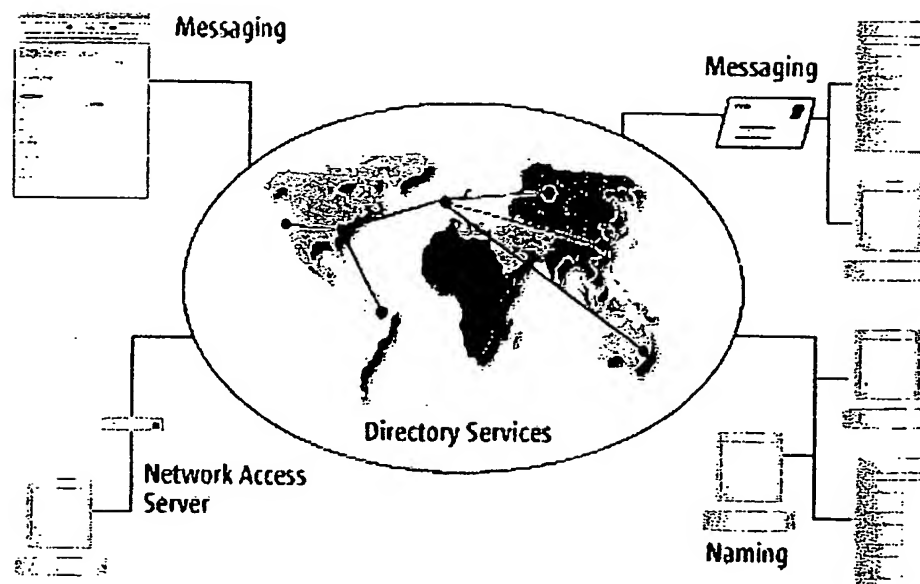 Messaging
Messaging
Directory Services
Network Access
Server
Naming